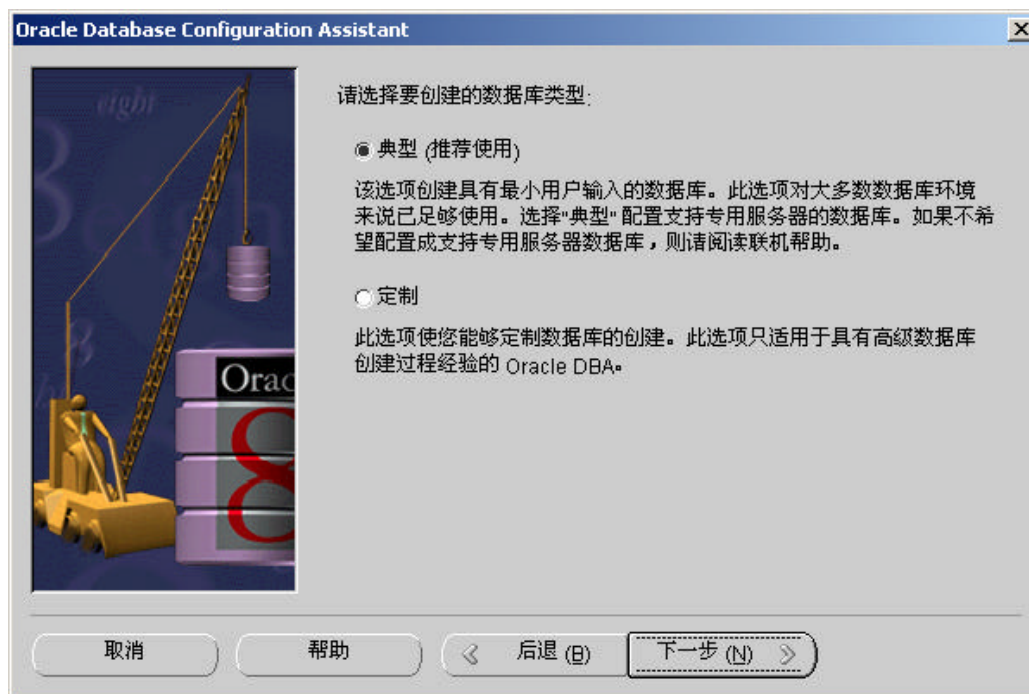 Oracle Database Configuration Assistant
eight
8
请选择要创建的数据库类型:
典型 (推荐使用)
该选项创建具有最小用户输入的数据库。此选项对大多数数据库环境
来说已足够使用。选择"典型" 配置支持专用服务器的数据库。如果不希
望配置成支持专用服务器数据库，则请阅读联机帮助。
定制
此选项使您能够定制数据库的创建。此选项只适用于具有高级数据库
创建过程经验的 Oracle DBA。
8
Orac
8
取消
帮助
后退 (B)
下一步 (N)